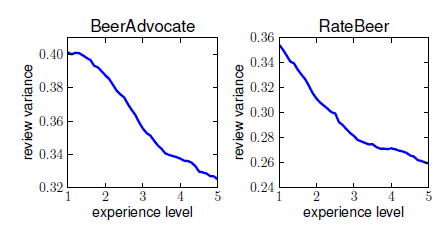 BeerAdvocate
0.40
0.38
0.36
0.34
0.32
review variance
1 2 3 4 5
experience level
RateBeer
0.36
0.34
0.32
0.30
0.28
0.26
0.24
review variance
1 2 3 4 5
experience level